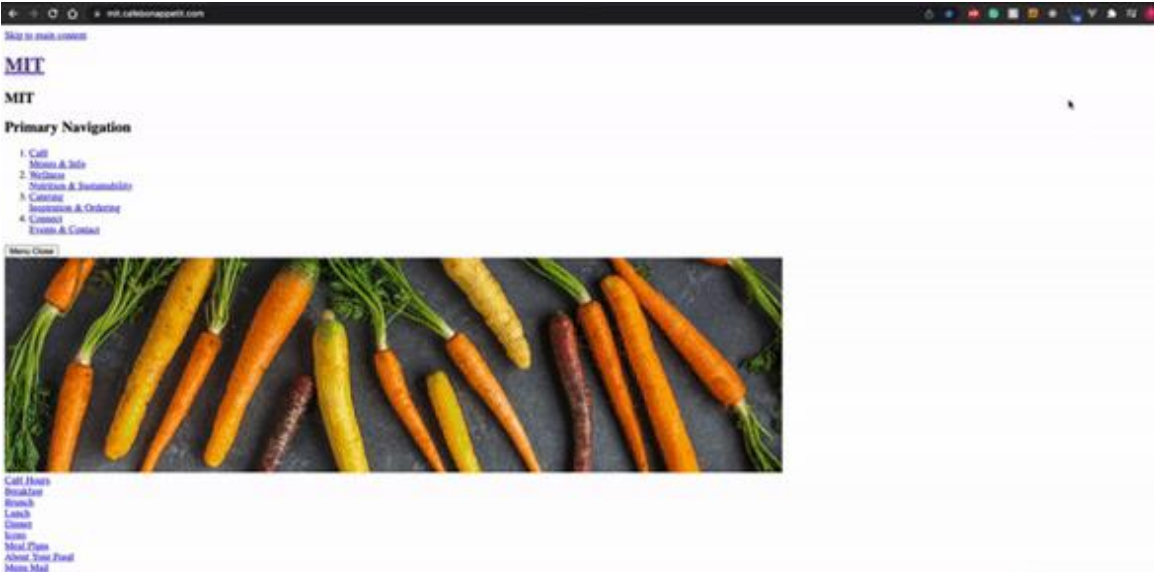 mit.cafebonappetit.com
Skip to main content
MIT
MIT
Primary Navigation
1. Café
Menus & Info
2. Wellness
Nutrition & Sustainability
3. Catering
Inspiration & Ordering
4. Connect
Events & Contact
Menu Close
Café Hours
Breakfast
Brunch
Lunch
Dinner
Icons
Meal Plans
About Your Food
Menu Mail